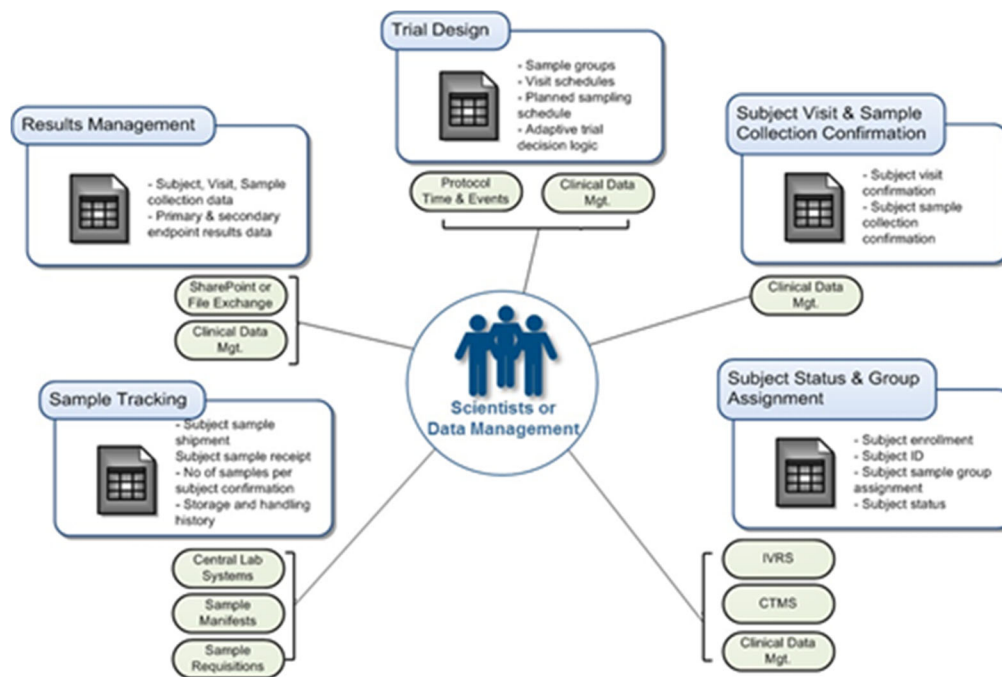 Trial Design
- Sample groups
- Visit schedules
- Planned sampling
schedule
- Adaptive trial
decision logic
Protocol
Time & Events
Clinical Data
Mgt.
Results Management
- Subject, Visit, Sample
collection data
- Primary & secondary
endpoint results data
SharePoint or
File Exchange
Clinical Data
Mgt.
Subject Visit & Sample
Collection Confirmation
- Subject visit
confirmation
- Subject sample
collection
confirmation
Clinical Data
Mgt.
Scientists or
Data Management
Sample Tracking
- Subject sample
shipment
Subject sample receipt
- No of samples per
subject confirmation
- Storage and handling
history
Central Lab
Systems
Sample
Manifests
Sample
Requisitions
Subject Status & Group
Assignment
- Subject enrollment
- Subject ID
- Subject sample group
assignment
- Subject status
IVRS
CTMS
Clinical Data
Mgt.